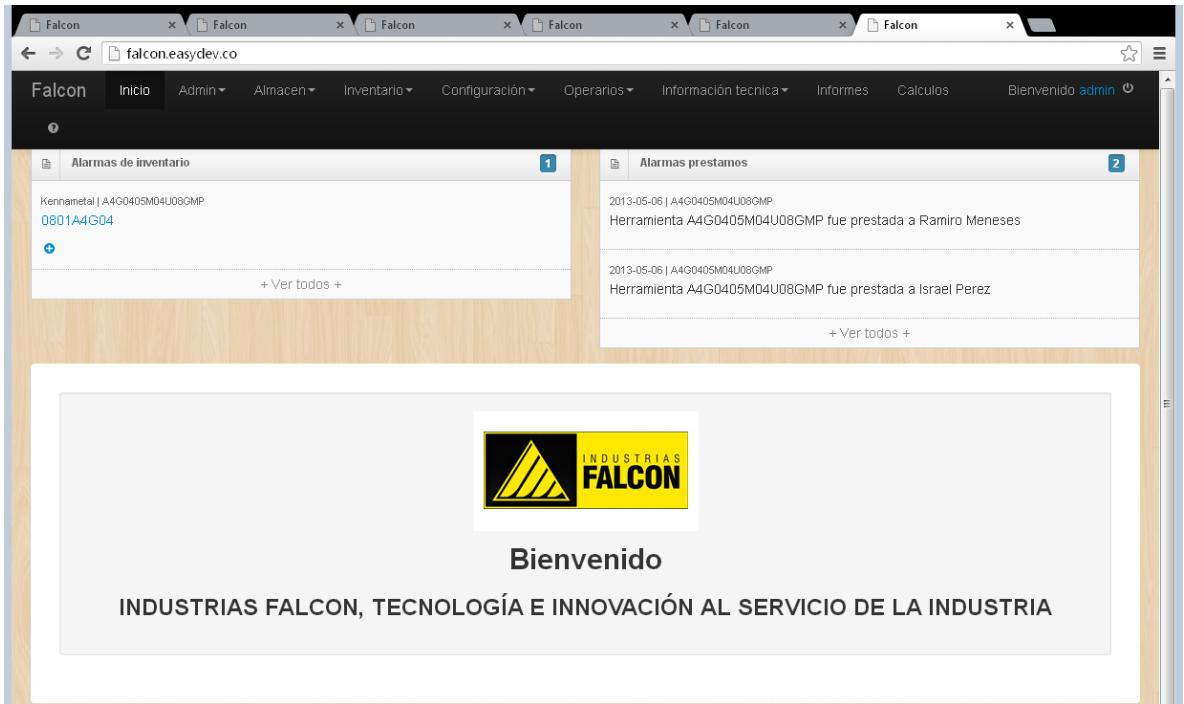 Falcon Falcon Falcon Falcon Falcon Falcon
falcon.easydev.co
Falcon Inicio Admin Almacen Inventario Configuración Operarios Información tecnica Informes Calculos Bienvenido admin
Alarmas de inventario 1
Kennametal | A4G0405M04U08GMP
0801A4G04
+ Ver todos +
Alarmas prestamos 2
2013-05-06 | A4G0405M04U08GMP
Herramienta A4G0405M04U08GMP fue prestada a Ramiro Meneses
2013-05-06 | A4G0405M04U08GMP
Herramienta A4G0405M04U08GMP fue prestada a Israel Perez
+ Ver todos +
INDUSTRIAS
FALCON
Bienvenido
INDUSTRIAS FALCON, TECNOLOGÍA E INNOVACIÓN AL SERVICIO DE LA INDUSTRIA